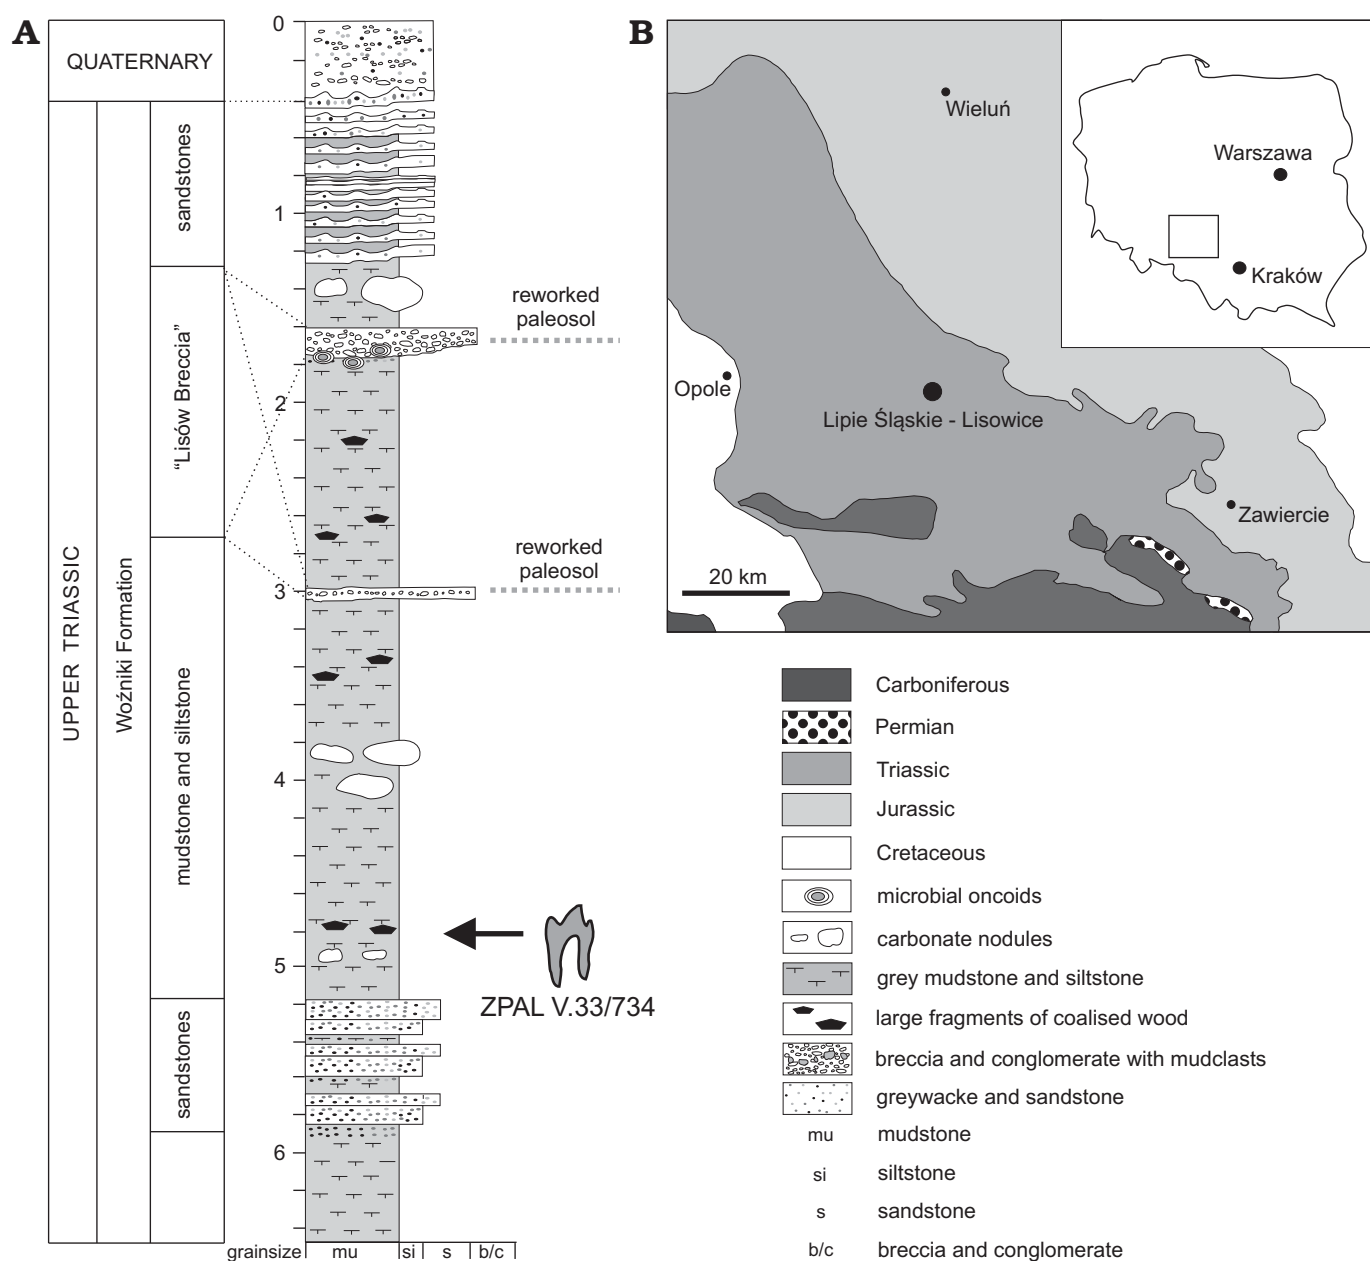 A
QUATERNARY
UPPER TRIASSIC
Woźniki Formation
sandstones
“Lisów Breccia”
mudstone and siltstone
sandstones
0
1
2
3
4
5
6
reworked
paleosol
reworked
paleosol
ZPAL V.33/734
grainsize
mu
si
s
b/c
B
Wieluń
Warszawa
Kraków
Opole
Lipie Śląskie - Lisowice
Zawiercie
20 km
Carboniferous
Permian
Triassic
Jurassic
Cretaceous
microbial oncoids
carbonate nodules
grey mudstone and siltstone
large fragments of coalised wood
breccia and conglomerate with mudclasts
greywacke and sandstone
mu mudstone
si siltstone
s sandstone
b/c breccia and conglomerate